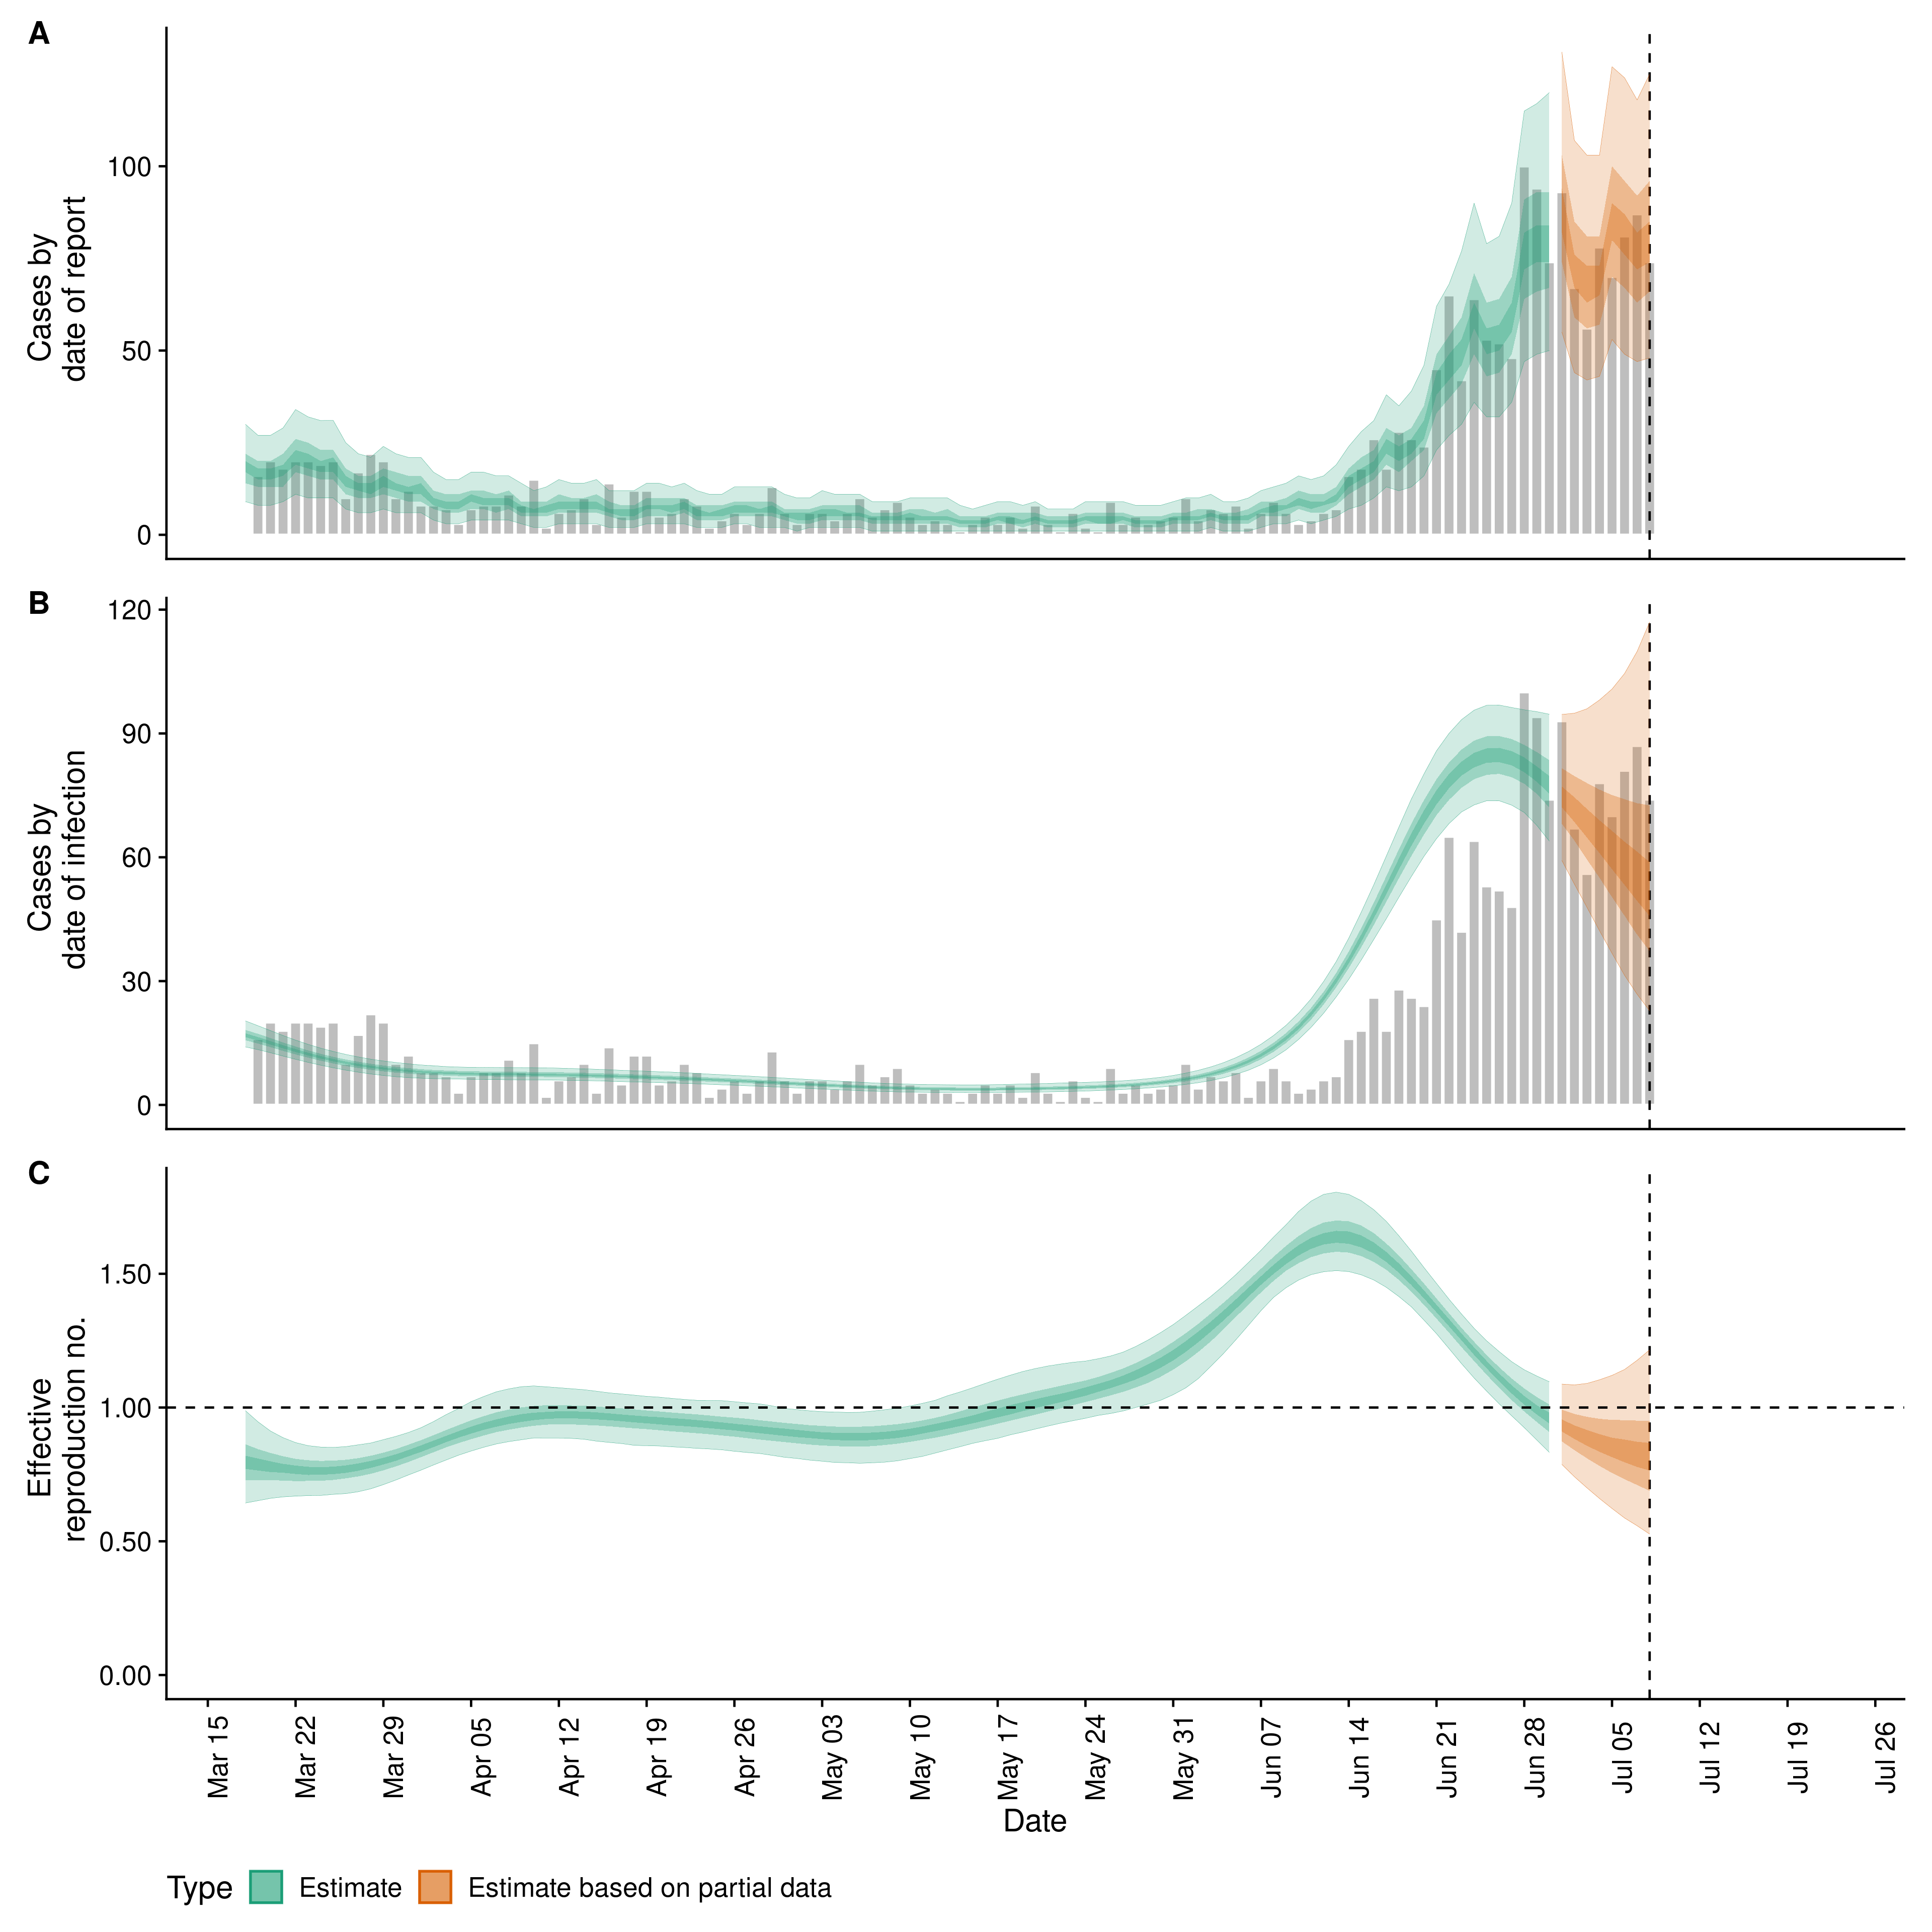 A
Cases by
date of report
100
50
0
B
Cases by
date of infection
120
90
60
30
0
C
Effective
reproduction no.
1.50
1.00
0.50
0.00
Mar 15
Mar 22
Mar 29
Apr 05
Apr 12
Apr 19
Apr 26
May 03
May 10
May 17
May 24
May 31
Jun 07
Jun 14
Jun 21
Jun 28
Jul 05
Jul 12
Jul 19
Jul 26
Date
Type Estimate Estimate based on partial data